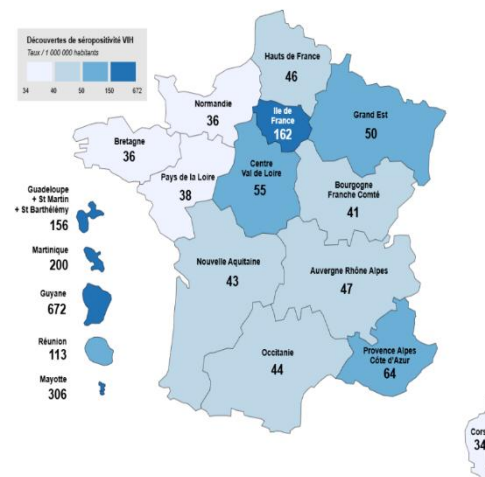 Découvertes de séropositivité VIH
Taux / 1 000 000 habitants
34 40 50 150 672
Hauts de France
46
Normandie
36
Ile de
France
162
Grand Est
50
Bretagne
36
Pays de la Loire
38
Centre
Val de Loire
55
Bourgogne
Franche Comté
41
Guadeloupe
+ St Martin
+ St Barthélémy
156
Martinique
200
Guyane
672
Réunion
113
Mayotte
306
Nouvelle Aquitaine
43
Auvergne Rhône Alpes
47
Occitanie
44
Provence Alpes
Côte d'Azur
64
Cors
34